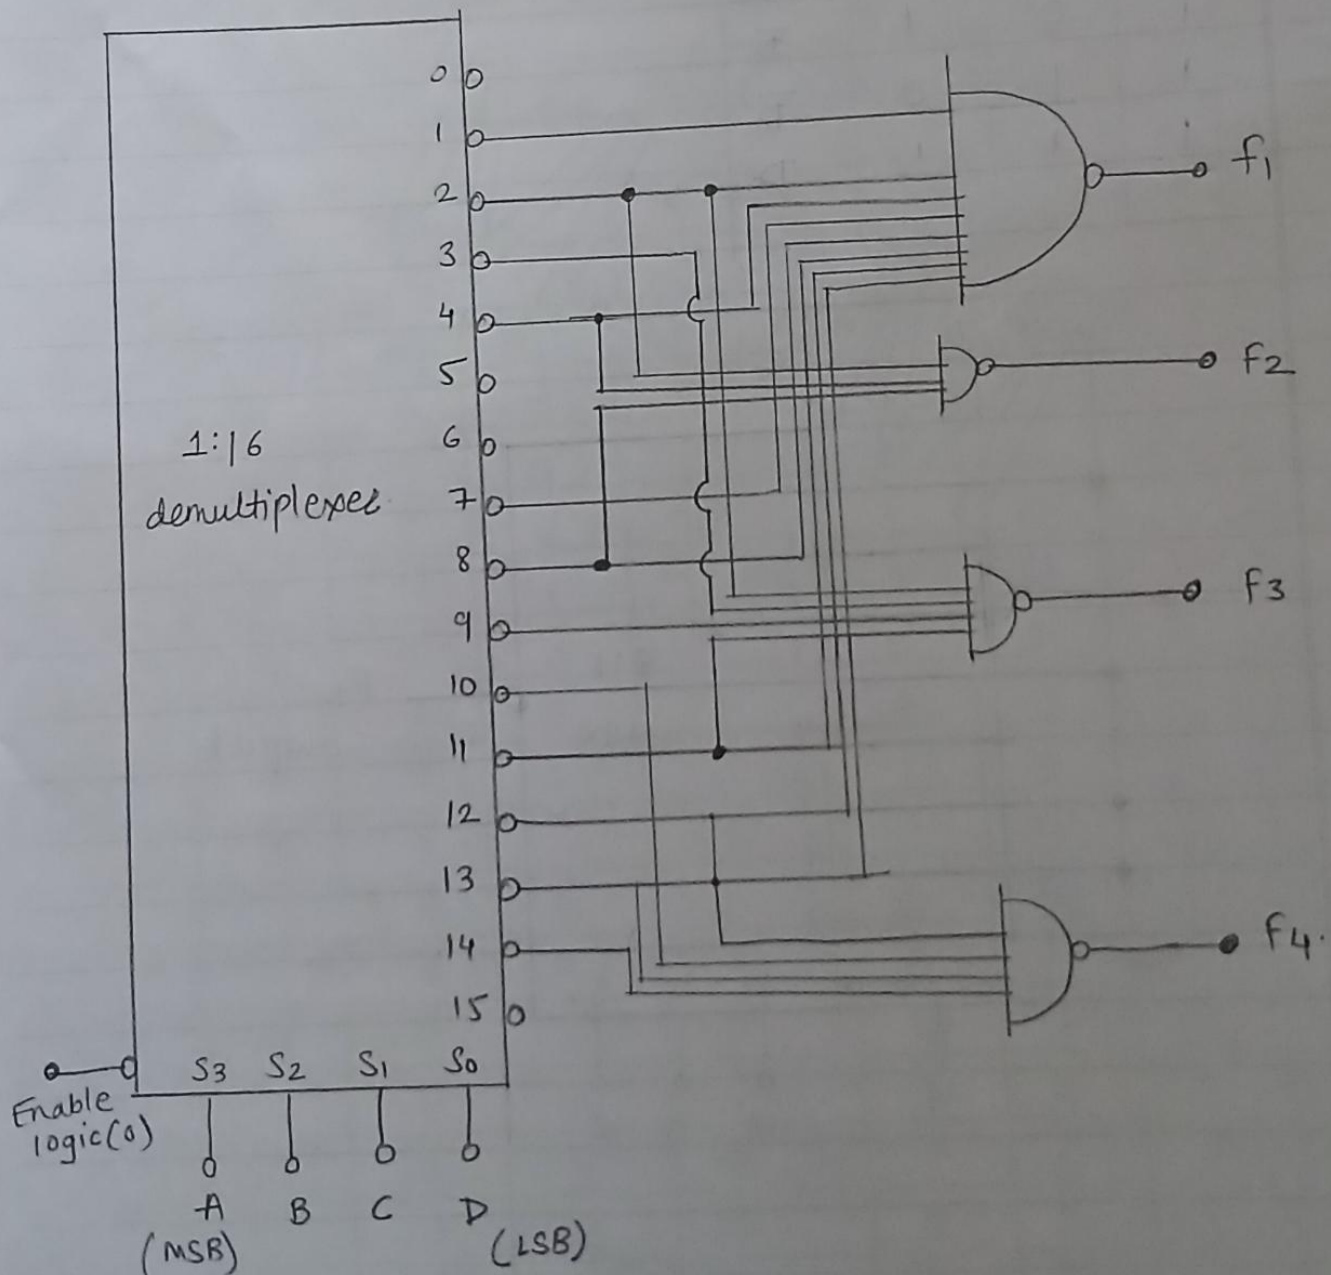 0
1
f1
2
3
4
5
f2
1:16
6
demultiplexer
7
8
f3
9
10
11
12
13
14
f4.
15
S3 S2 S1 S0
Enable
logic(0)
A B C D
(MSB) (LSB)